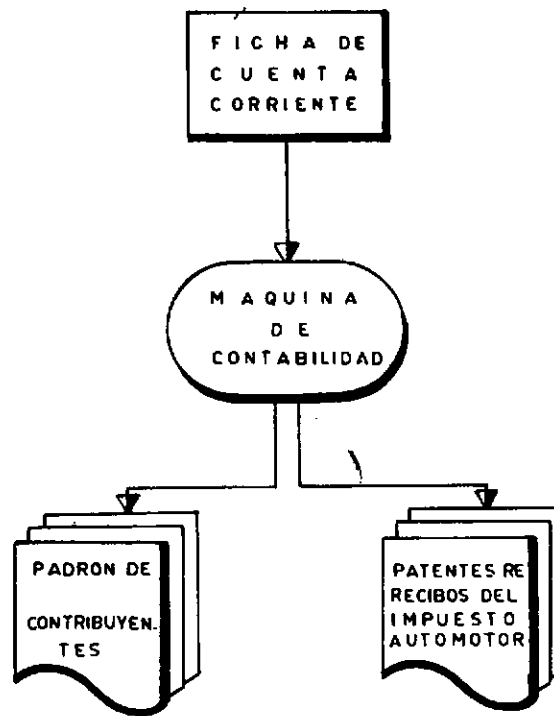 FICHA DE
CUENTA
CORRIENTE
MAQUINA
DE
CONTABILIDAD
PADRON DE
CONTRIBUYEN-
TES
PATENTES RE
RECIBOS DEL
IMPUESTO
AUTOMOTOR